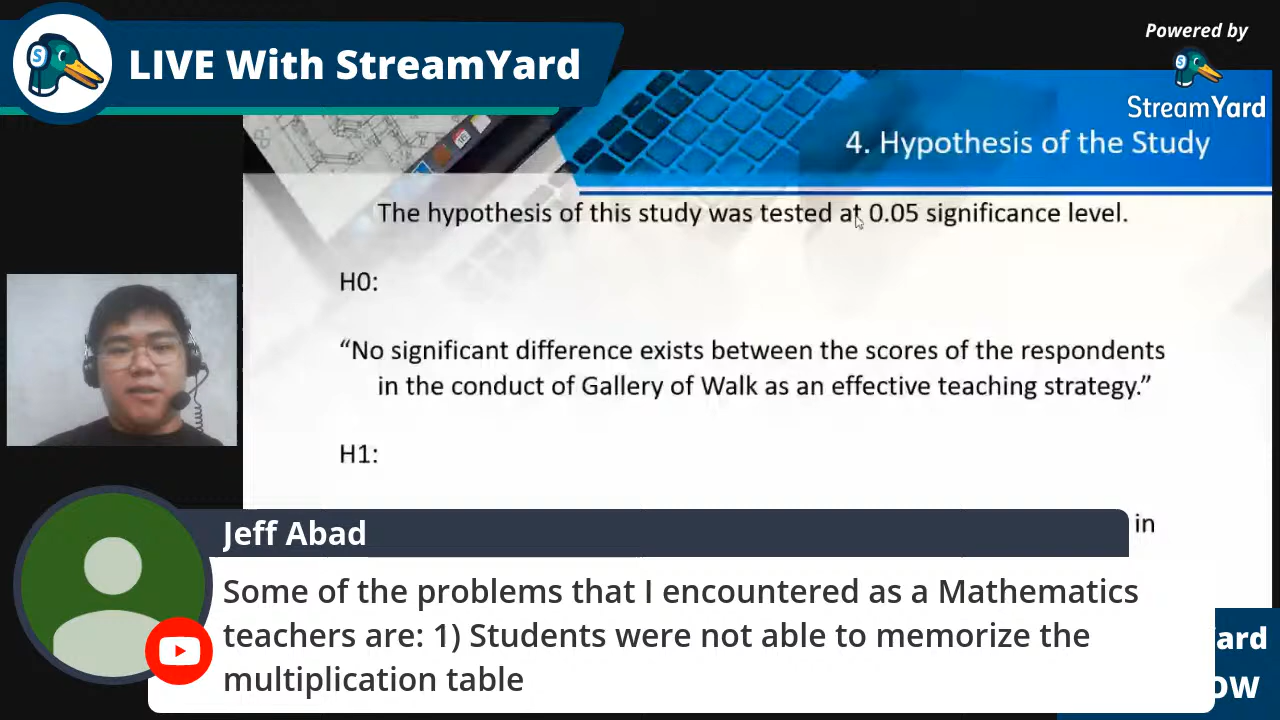 LIVE With StreamYard
Powered by
StreamYard
4. Hypothesis of the Study
The hypothesis of this study was tested at 0.05 significance level.
H0:
“No significant difference exists between the scores of the respondents
in the conduct of Gallery of Walk as an effective teaching strategy.”
H1:
in
Jeff Abad
Some of the problems that I encountered as a Mathematics
teachers are: 1) Students were not able to memorize the
multiplication table